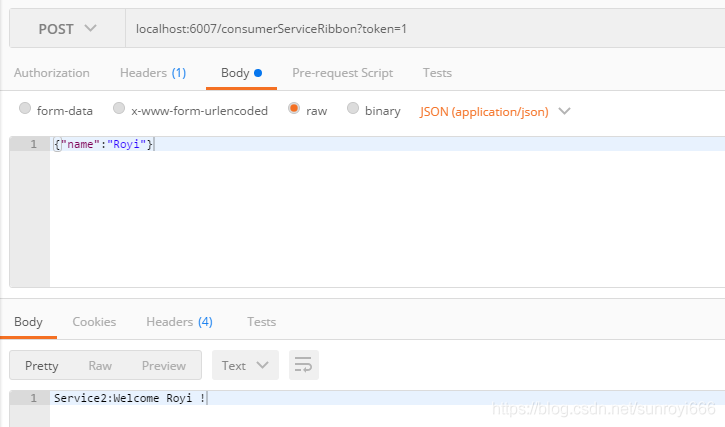 POST localhost:6007/consumerServiceRibbon?token=1
Authorization Headers (1) Body Pre-request Script Tests
form-data x-www-form-urlencoded raw binary JSON (application/json)
1 {"name":"Royi"}
Body Cookies Headers (4) Tests
Pretty Raw Preview Text
1 Service2:Welcome Royi !
https://blog.csdn.net/sunroyi666